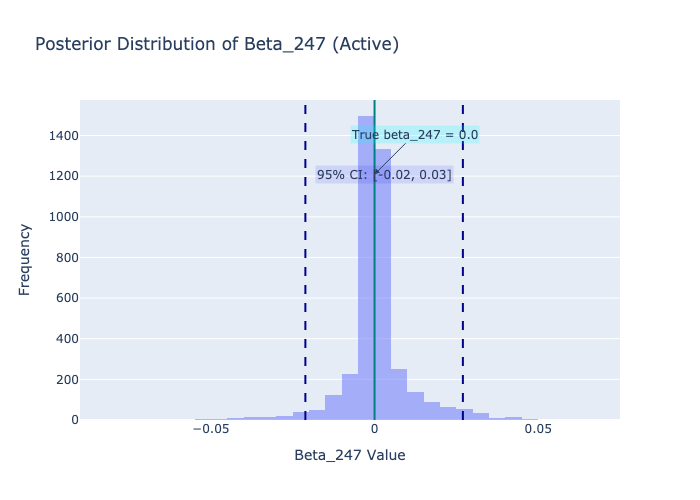 Posterior Distribution of Beta_247 (Active)
1400
1200
1000
800
600
400
200
0
True beta_247 = 0.0
95% CI: [-0.02, 0.03]
−0.05
0
0.05
Frequency
Beta_247 Value